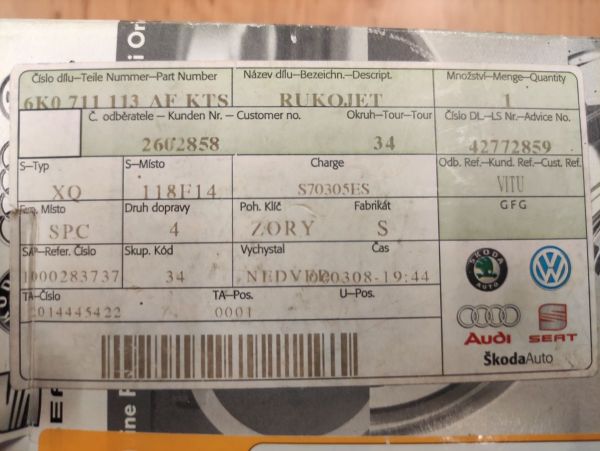 Číslo dílu–Teile Nummer–Part Number
Název dílu–Bezeichn.–Descript.
Množství–Menge–Quantity
6K0 711 113 AF KTS
RUKOJET
1
Č. odběratele – Kunden Nr. – Customer no.
Okruh–Tour–Tour
Číslo DL.–LS Nr.–Advice No.
2602858
34
42772859
S–Typ
S–Místo
Charge
Odb. Ref.–Kund. Ref.–Cust. Ref.
XQ
118F14
S70305ES
VITU
Místo
Druh dopravy
Poh. Klíč
Fabrikát
GFG
SPC
4
ZORY
S
SAP–Refer. Číslo
Skup. Kód
Vychystal
Čas
1000283737
34
0308-19:44
TA–Číslo
TA–Pos.
U–Pos.
2014445422
0001
ŠKODA
AUTO
Audi
SEAT
ŠkodaAuto